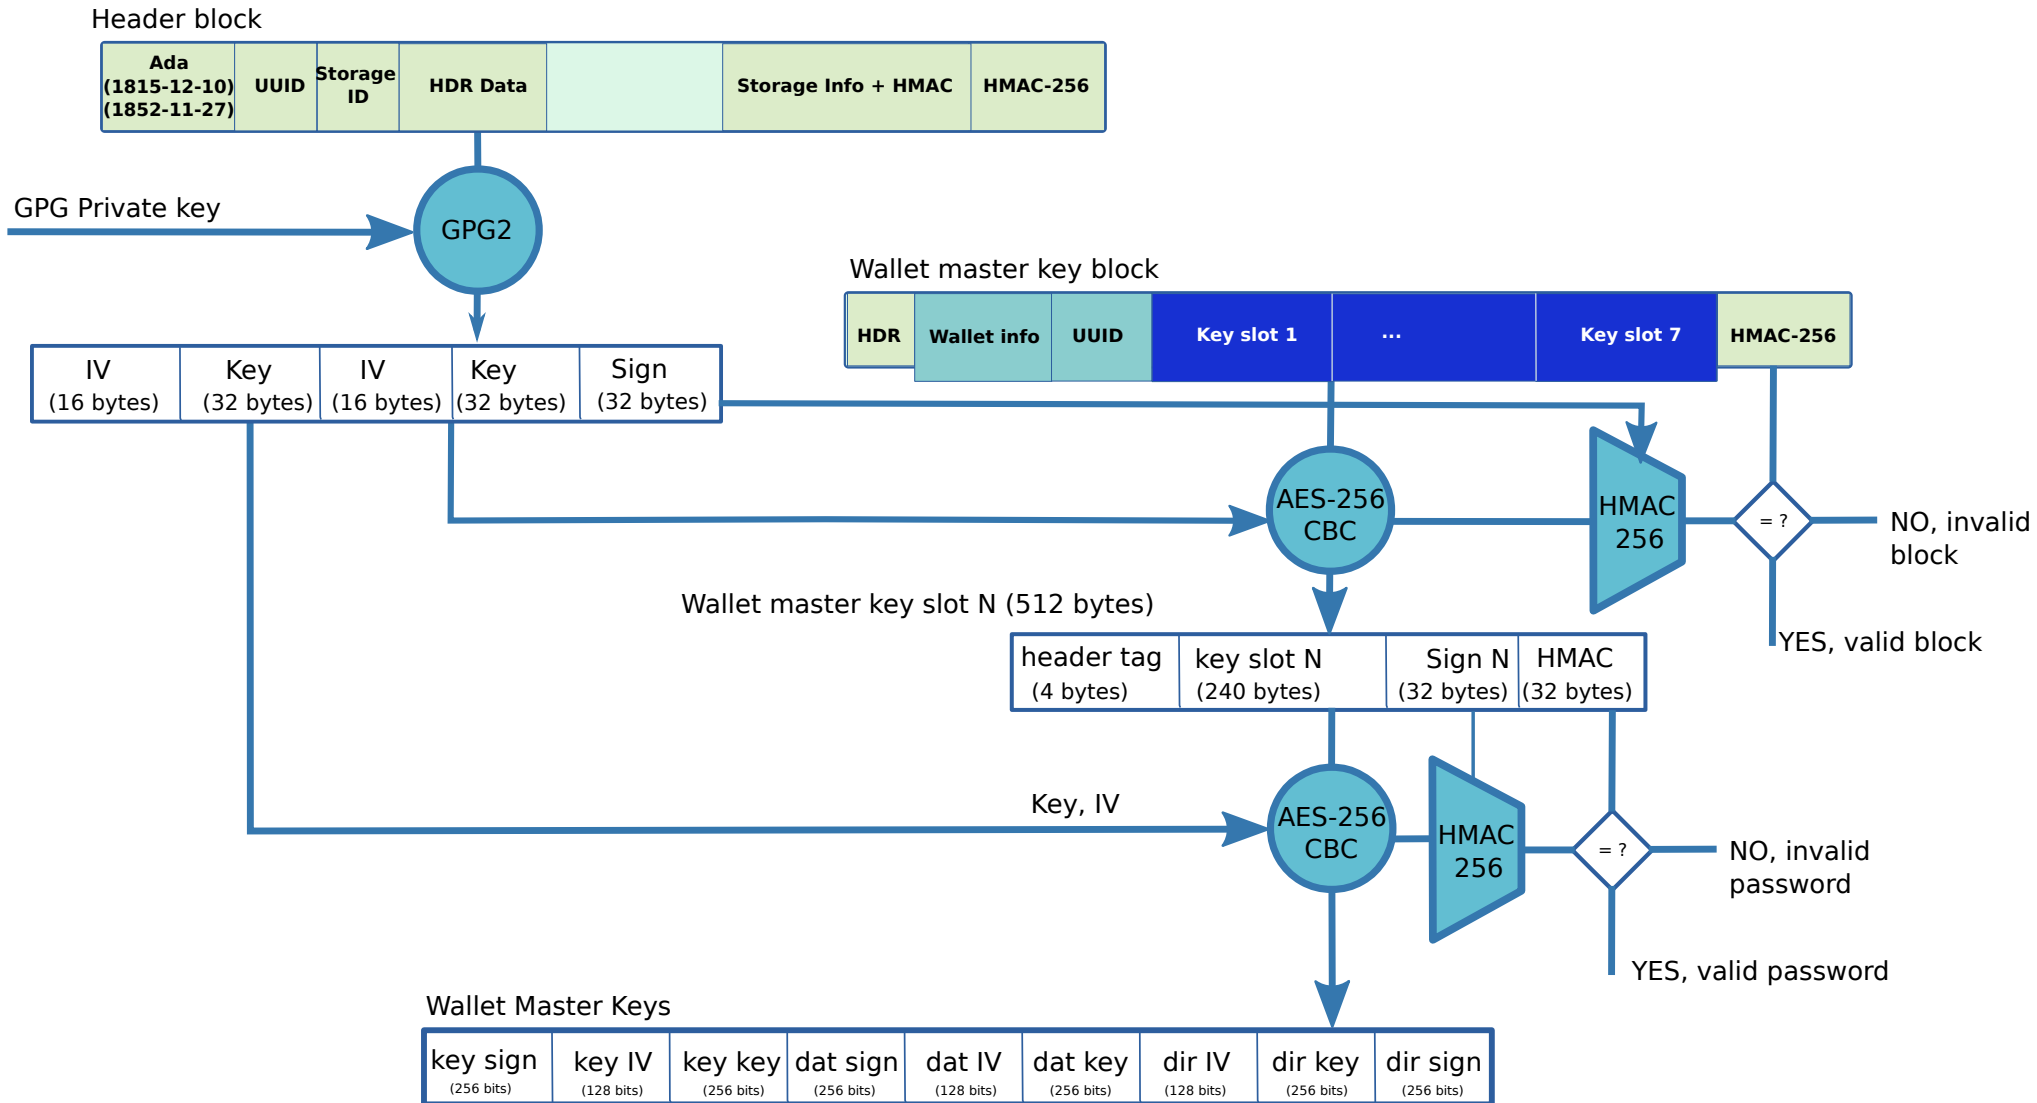 Header block
Ada
(1815-12-10)
(1852-11-27)
UUID
Storage
ID
HDR Data
Storage Info + HMAC
HMAC-256
GPG Private key
GPG2
Wallet master key block
HDR
Wallet info
UUID
Key slot 1
...
Key slot 7
HMAC-256
IV
(16 bytes)
Key
(32 bytes)
IV
(16 bytes)
Key
(32 bytes)
Sign
(32 bytes)
AES-256
CBC
HMAC
256
= ?
NO, invalid
block
YES, valid block
Wallet master key slot N (512 bytes)
header tag
(4 bytes)
key slot N
(240 bytes)
Sign N
(32 bytes)
HMAC
(32 bytes)
Key, IV
AES-256
CBC
HMAC
256
= ?
NO, invalid
password
YES, valid password
Wallet Master Keys
key sign
(256 bits)
key IV
(128 bits)
key key
(256 bits)
dat sign
(256 bits)
dat IV
(128 bits)
dat key
(256 bits)
dir IV
(128 bits)
dir key
(256 bits)
dir sign
(256 bits)